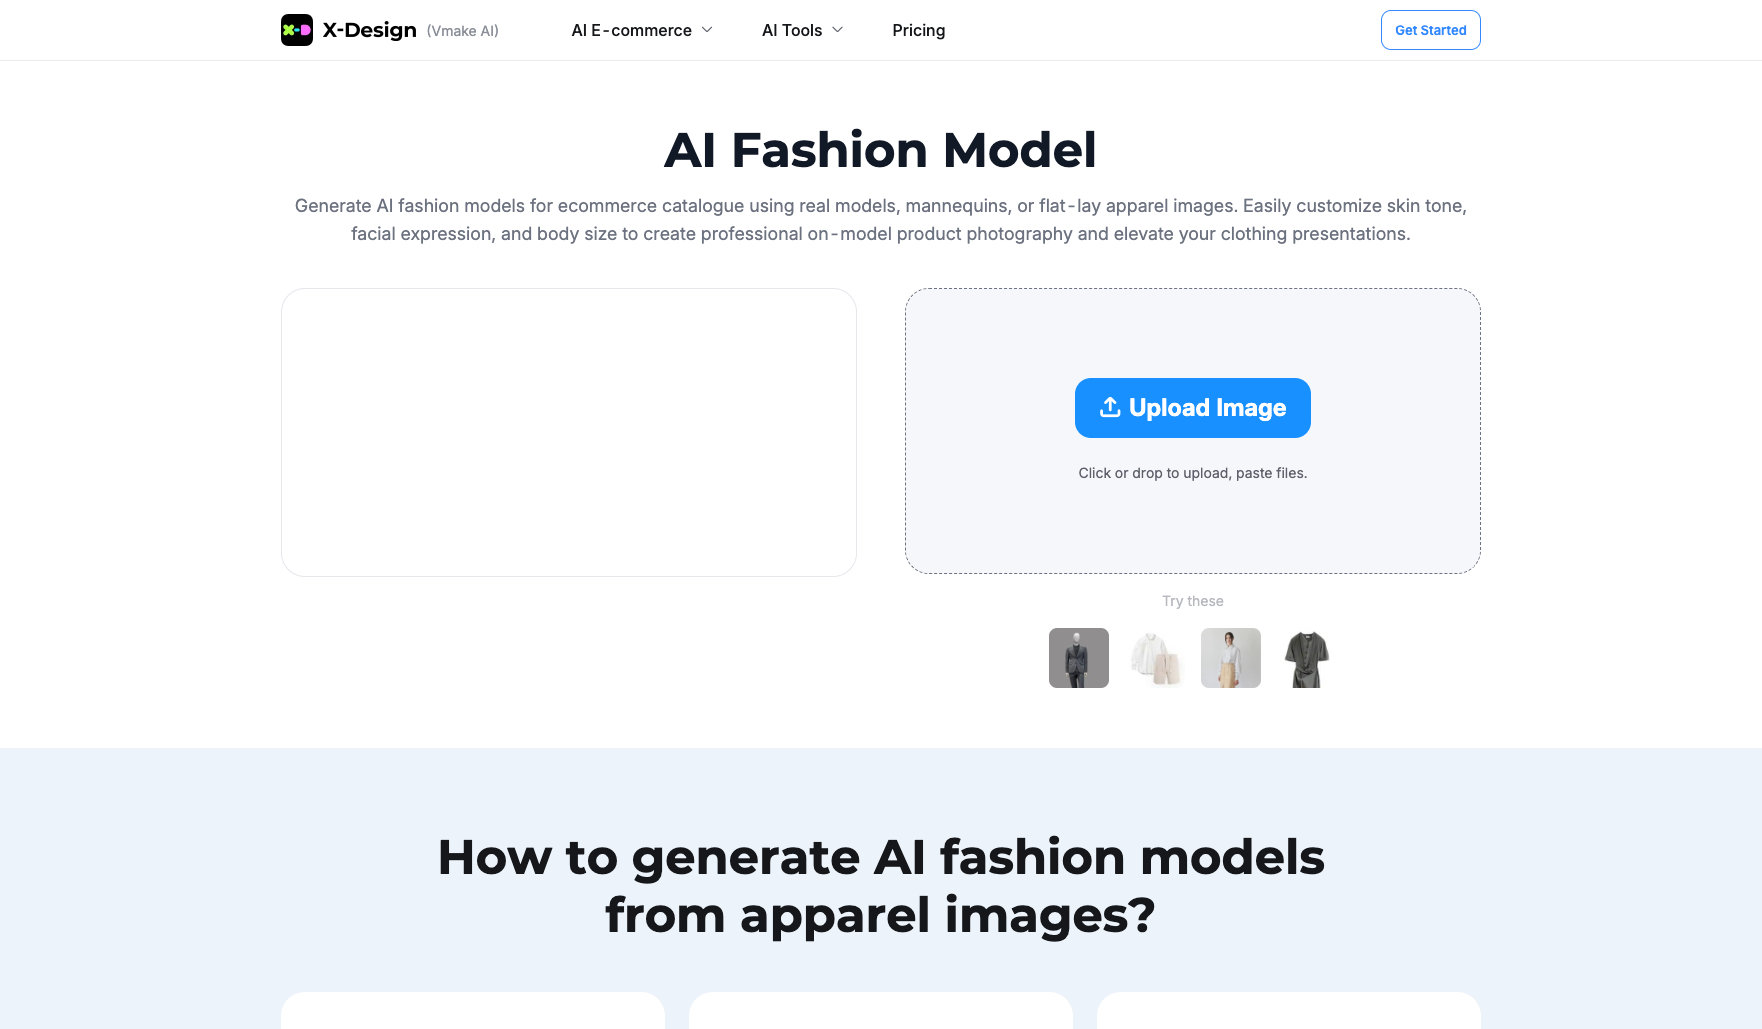 X-Design (Vmake AI)
AI E-commerce
AI Tools
Pricing
Get Started
AI Fashion Model
Generate AI fashion models for ecommerce catalogue using real models, mannequins, or flat-lay apparel images. Easily customize skin tone,
facial expression, and body size to create professional on-model product photography and elevate your clothing presentations.
Upload Image
Click or drop to upload, paste files.
Try these
How to generate AI fashion models
from apparel images?